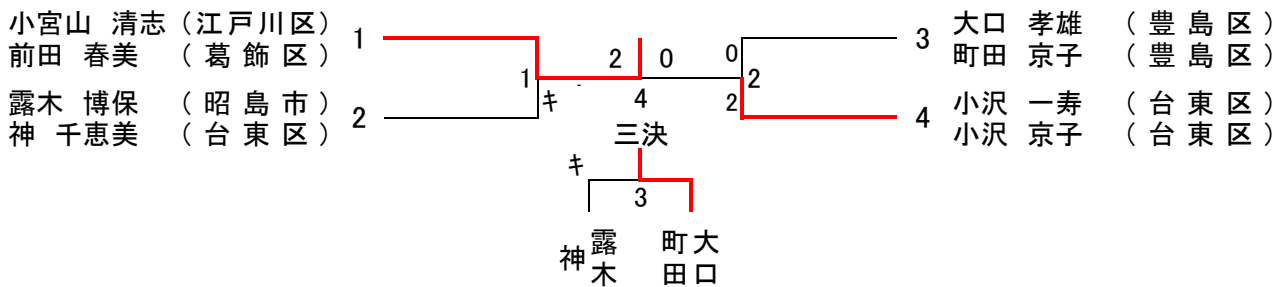 小宮山 清志（江戸川区）
前田 春美 （葛飾区）
1
露木 博保 （昭島市）
神 千恵美 （台東区）
2
1
キ
2
0
4
0
2
2
大口 孝雄 （豊島区）
町田 京子 （豊島区）
3
小沢 一寿 （台東区）
小沢 京子 （台東区）
4
三決
キ
3
神
露木
町田
大口